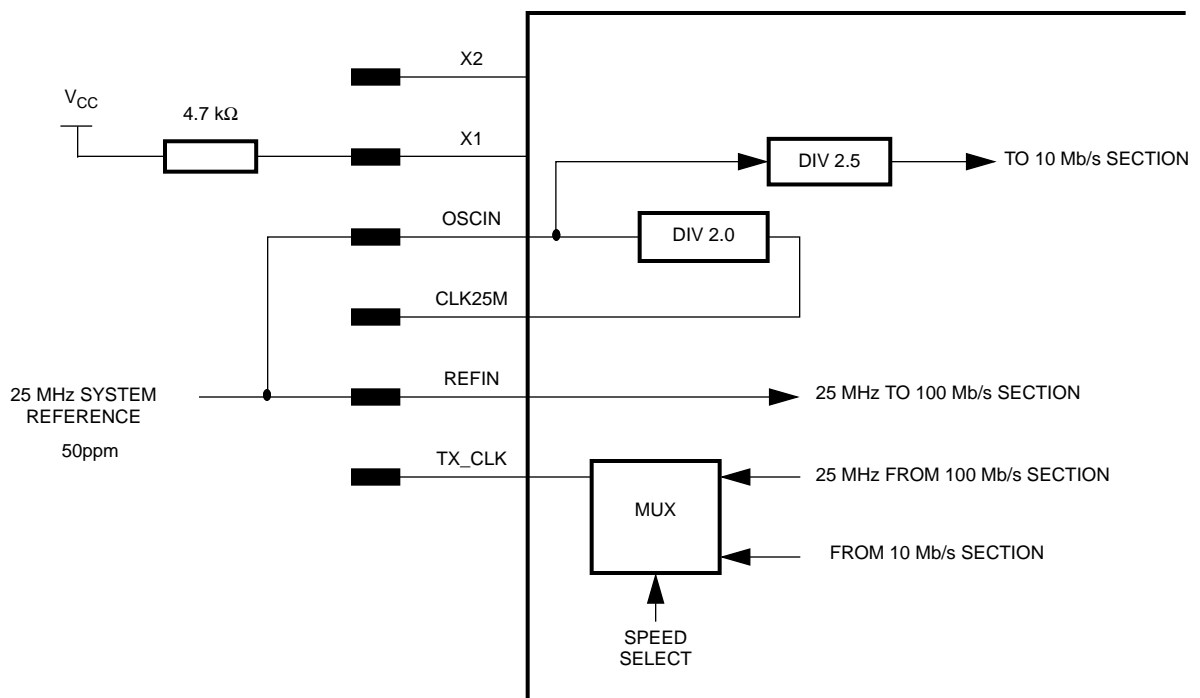 X2
VCC
4.7 kΩ
X1
DIV 2.5
TO 10 Mb/s SECTION
OSCIN
DIV 2.0
CLK25M
25 MHz SYSTEM
REFERENCE
50ppm
REFIN
25 MHz TO 100 Mb/s SECTION
TX_CLK
MUX
25 MHz FROM 100 Mb/s SECTION
FROM 10 Mb/s SECTION
SPEED
SELECT